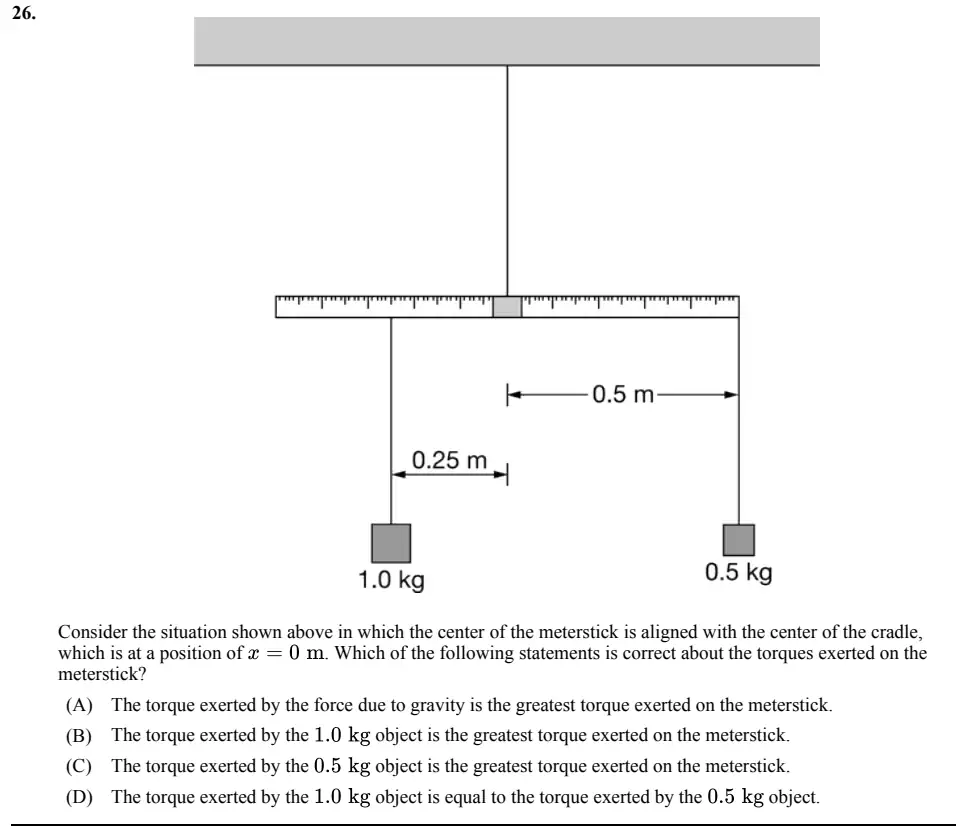 26.
0.5 m
0.25 m
1.0 kg
0.5 kg
Consider the situation shown above in which the center of the meterstick is aligned with the center of the cradle,
which is at a position of x = 0 m. Which of the following statements is correct about the torques exerted on the
meterstick?
(A) The torque exerted by the force due to gravity is the greatest torque exerted on the meterstick.
(B) The torque exerted by the 1.0 kg object is the greatest torque exerted on the meterstick.
(C) The torque exerted by the 0.5 kg object is the greatest torque exerted on the meterstick.
(D) The torque exerted by the 1.0 kg object is equal to the torque exerted by the 0.5 kg object.